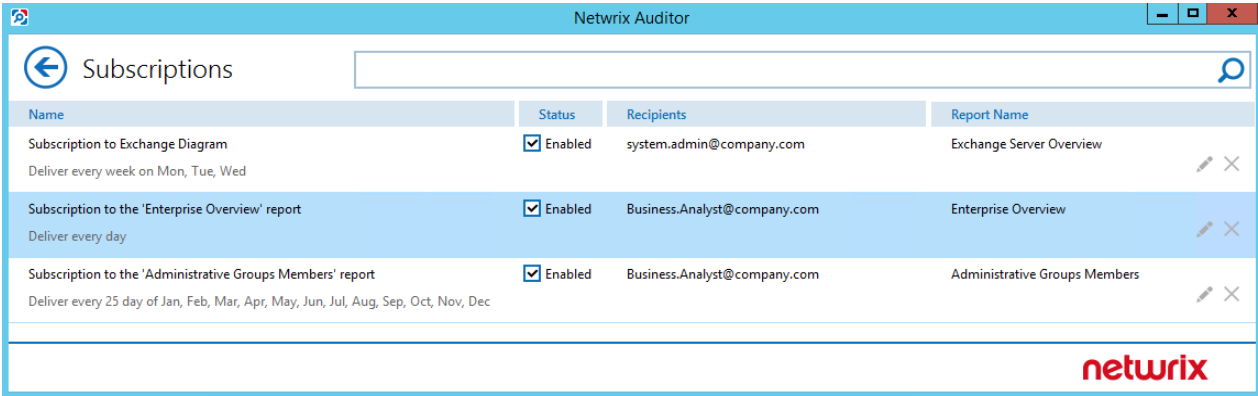 Netwrix Auditor
Subscriptions
Name Status Recipients Report Name
Subscription to Exchange Diagram Enabled system.admin@company.com Exchange Server Overview
Deliver every week on Mon, Tue, Wed
Subscription to the 'Enterprise Overview' report Enabled Business.Analyst@company.com Enterprise Overview
Deliver every day
Subscription to the 'Administrative Groups Members' report Enabled Business.Analyst@company.com Administrative Groups Members
Deliver every 25 day of Jan, Feb, Mar, Apr, May, Jun, Jul, Aug, Sep, Oct, Nov, Dec
netwrix